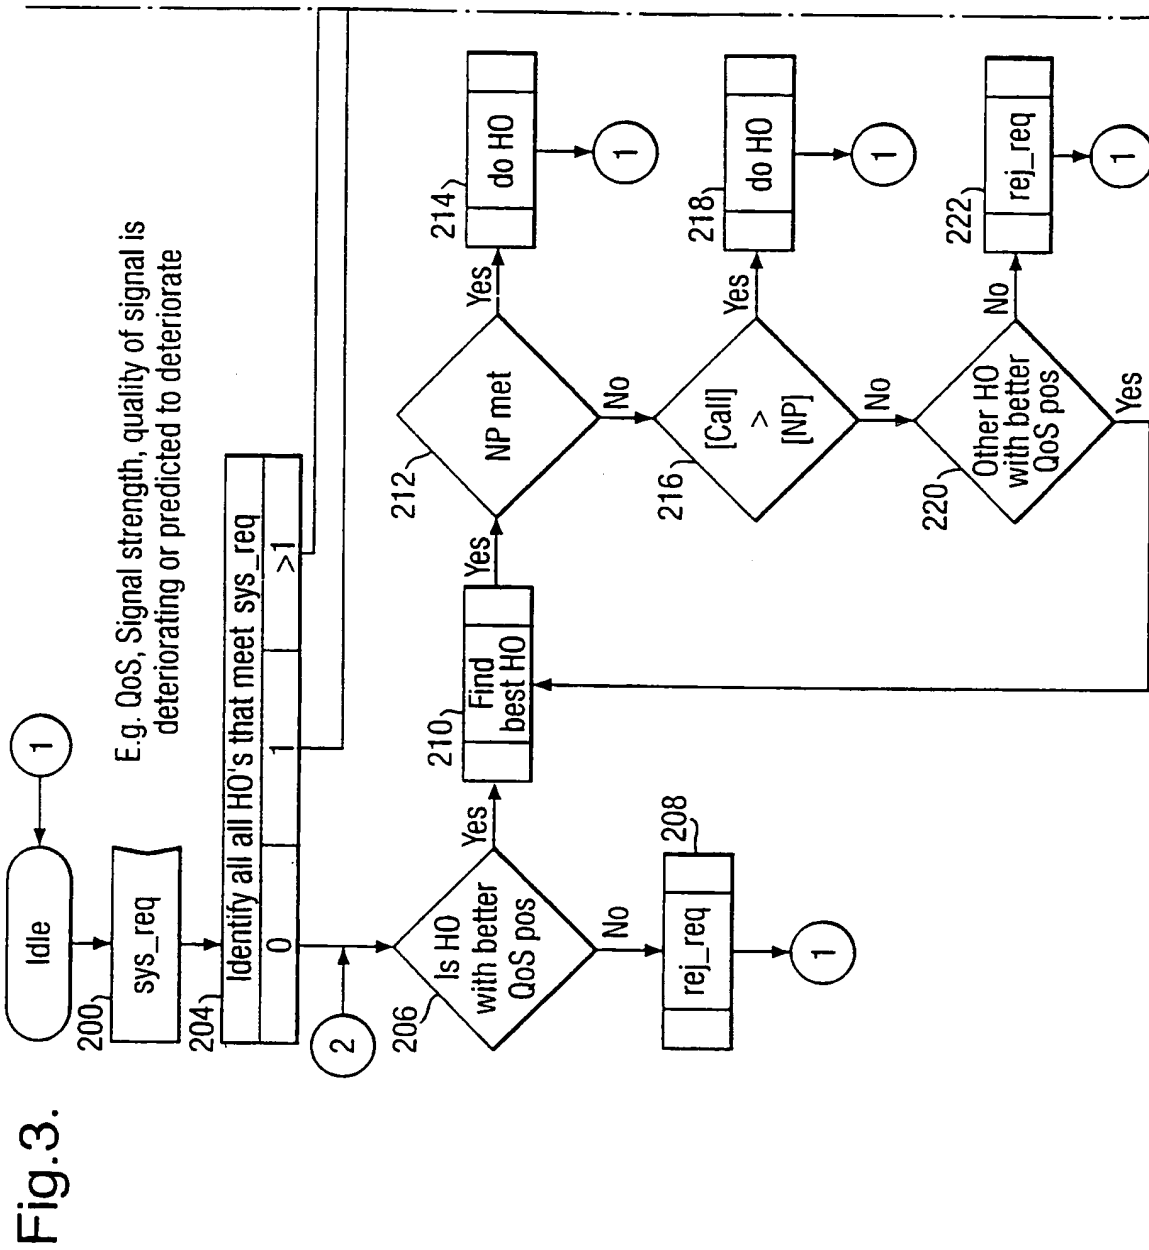 Fig.3.
Idle
1
200
sys_req
E.g. QoS, Signal strength, quality of signal is
deteriorating or predicted to deteriorate
204
Identify all all HO's that meet sys_req
0
1
>1
2
206
Is HO
with better
QoS pos
Yes
No
208
rej_req
1
210
Find
best HO
Yes
212
NP met
Yes
No
214
do HO
1
216
[Call]
>
[NP]
Yes
No
218
do HO
1
220
Other HO
with better
QoS pos
No
Yes
222
rej_req
1